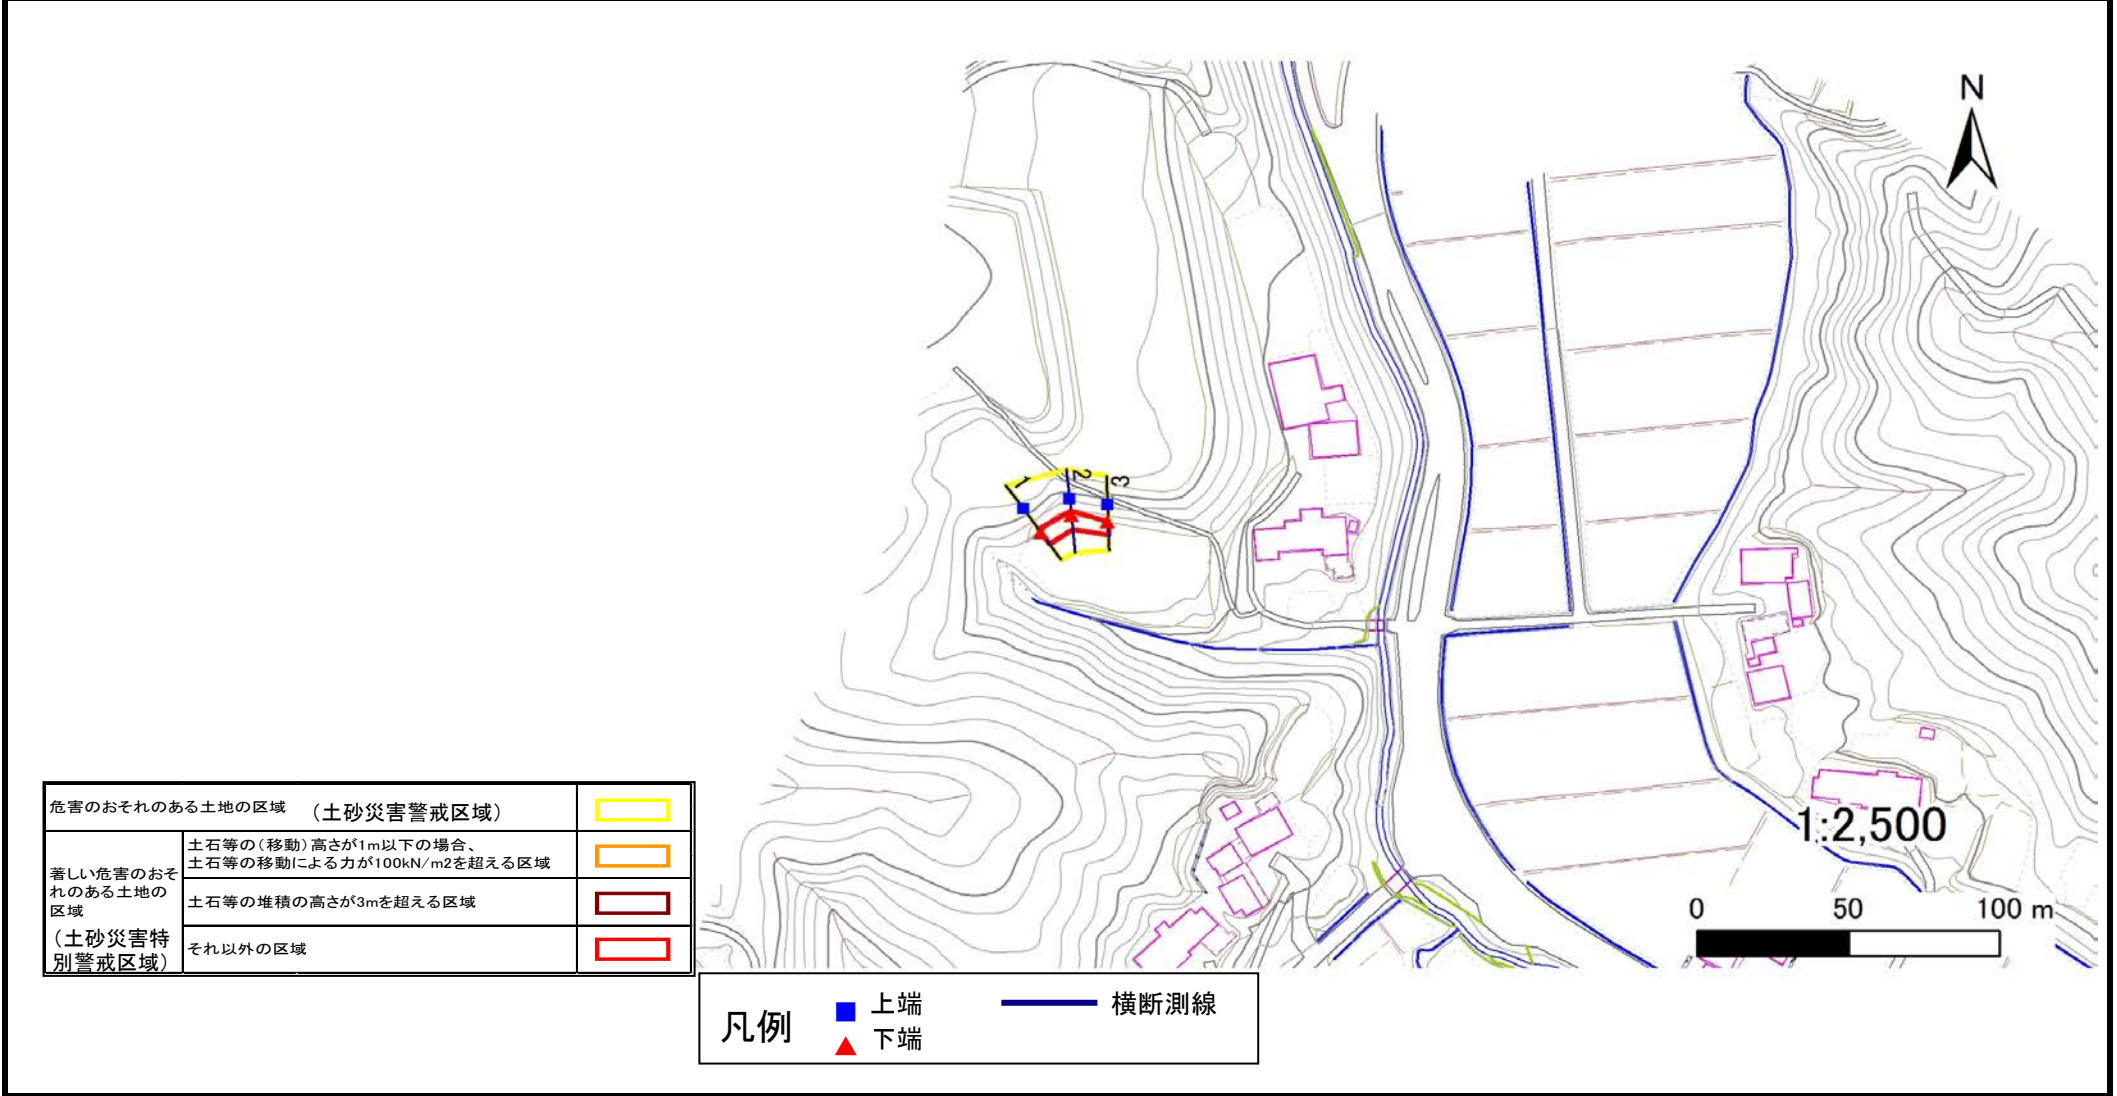 N
1
2
3
1:2,500
0 50 100 m
危害のおそれのある土地の区域 （土砂災害警戒区域）
著しい危害のおそ
れのある土地の
区域
（土砂災害特
別警戒区域）
土石等の（移動）高さが1m以下の場合、
土石等の移動による力が100kN/m2を超える区域
土石等の堆積の高さが3mを超える区域
それ以外の区域
凡例
上端
下端
横断測線